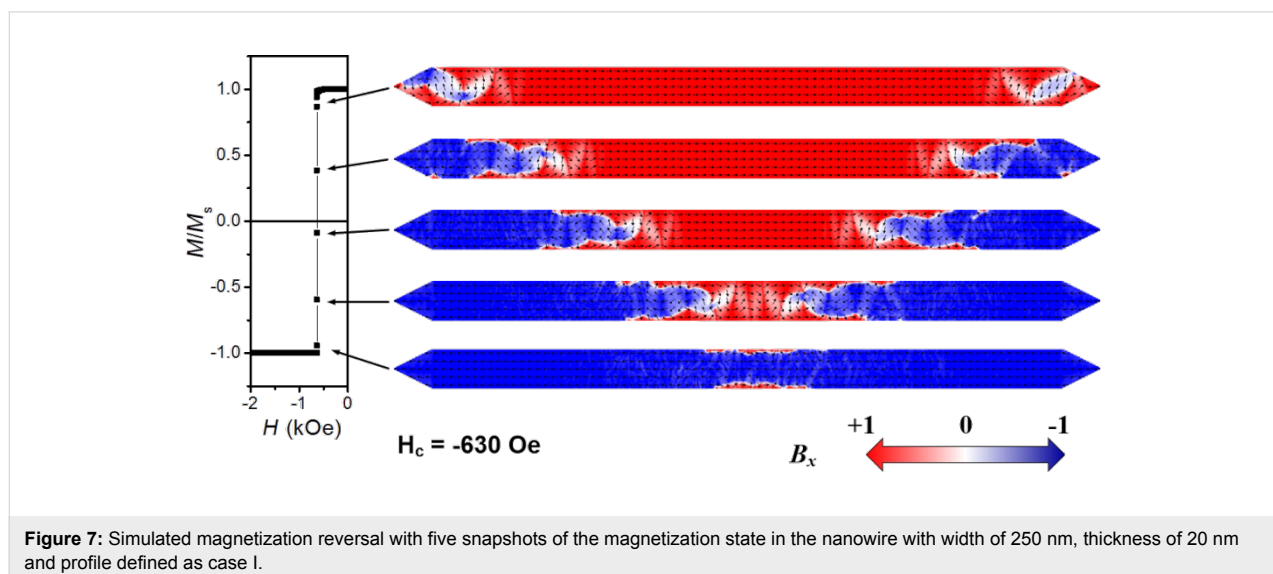 1.0
0.5
0.0
-0.5
-1.0
M/Ms
-2 -1 0
H (kOe)
Hc = -630 Oe
+1 0 -1
Bx
Figure 7: Simulated magnetization reversal with five snapshots of the magnetization state in the nanowire with width of 250 nm, thickness of 20 nm
and profile defined as case I.